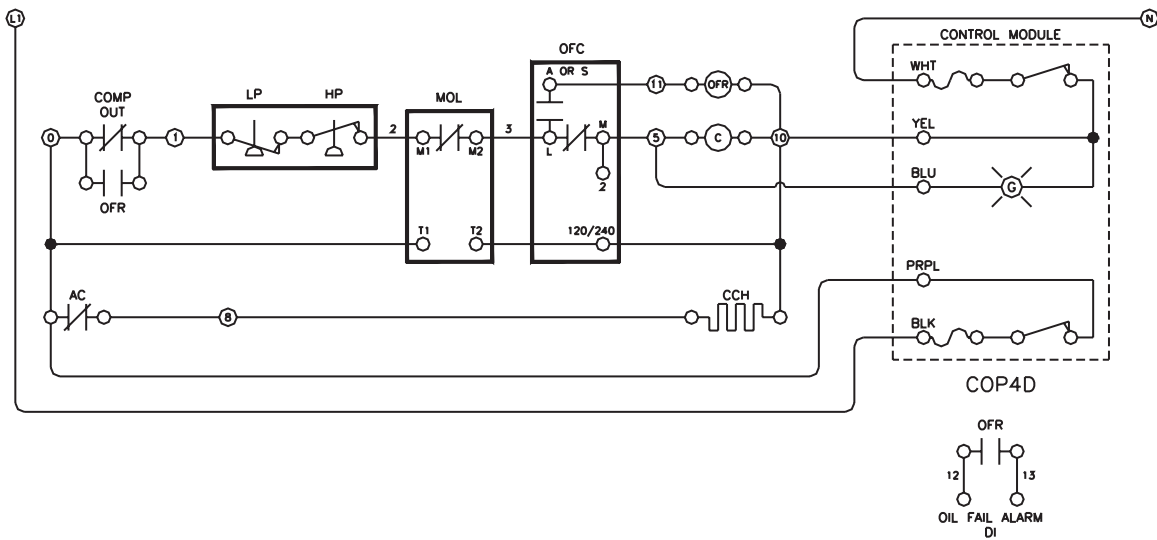 L1
N
CONTROL MODULE
OFC
WHT
A OR S
11
OFR
COMP
OUT
LP
HP
MOL
0
1
2
M1
M2
3
L
M
5
C
10
YEL
2
BLU
G
OFR
T1
T2
120/240
PRPL
AC
8
CCH
BLK
COP4D
OFR
12
13
OIL FAIL ALARM
DI